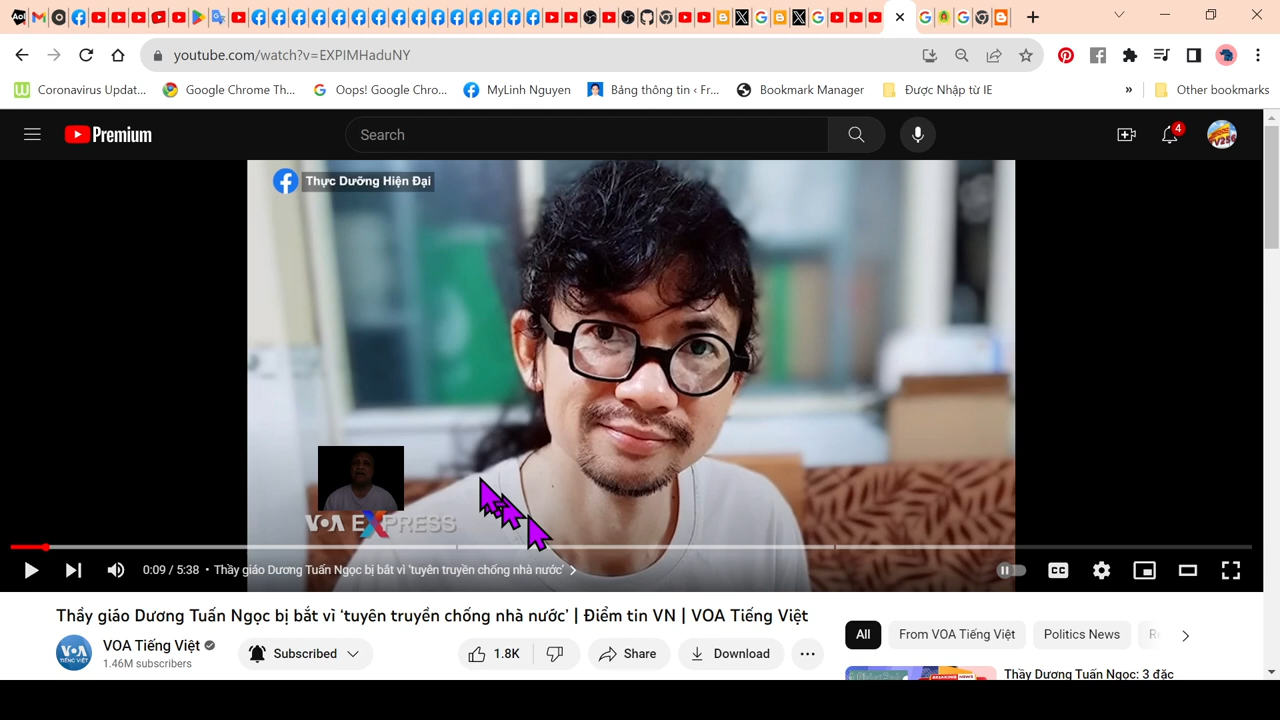 youtube.com/watch?v=EXPIMHaduNY
Coronavirus Updat...
Google Chrome Th...
Oops! Google Chro...
MyLinh Nguyen
Bảng thông tin ‹ Fr...
Bookmark Manager
Được Nhập từ IE
»
Other bookmarks
Premium
Search
4
Thực Dưỡng Hiện Đại
VOA EXPRESS
0:09 / 5:38 • Thầy giáo Dương Tuấn Ngọc bị bắt vì ‘tuyên truyền chống nhà nước’
CC
Thầy giáo Dương Tuấn Ngọc bị bắt vì ‘tuyên truyền chống nhà nước’ | Điểm tin VN | VOA Tiếng Việt
VOA
TIẾNG VIỆT
VOA Tiếng Việt
1.46M subscribers
Subscribed
1.8K
Share
Download
All
From VOA Tiếng Việt
Politics News
Thầy Dương Tuấn Ngọc: 3 đặc